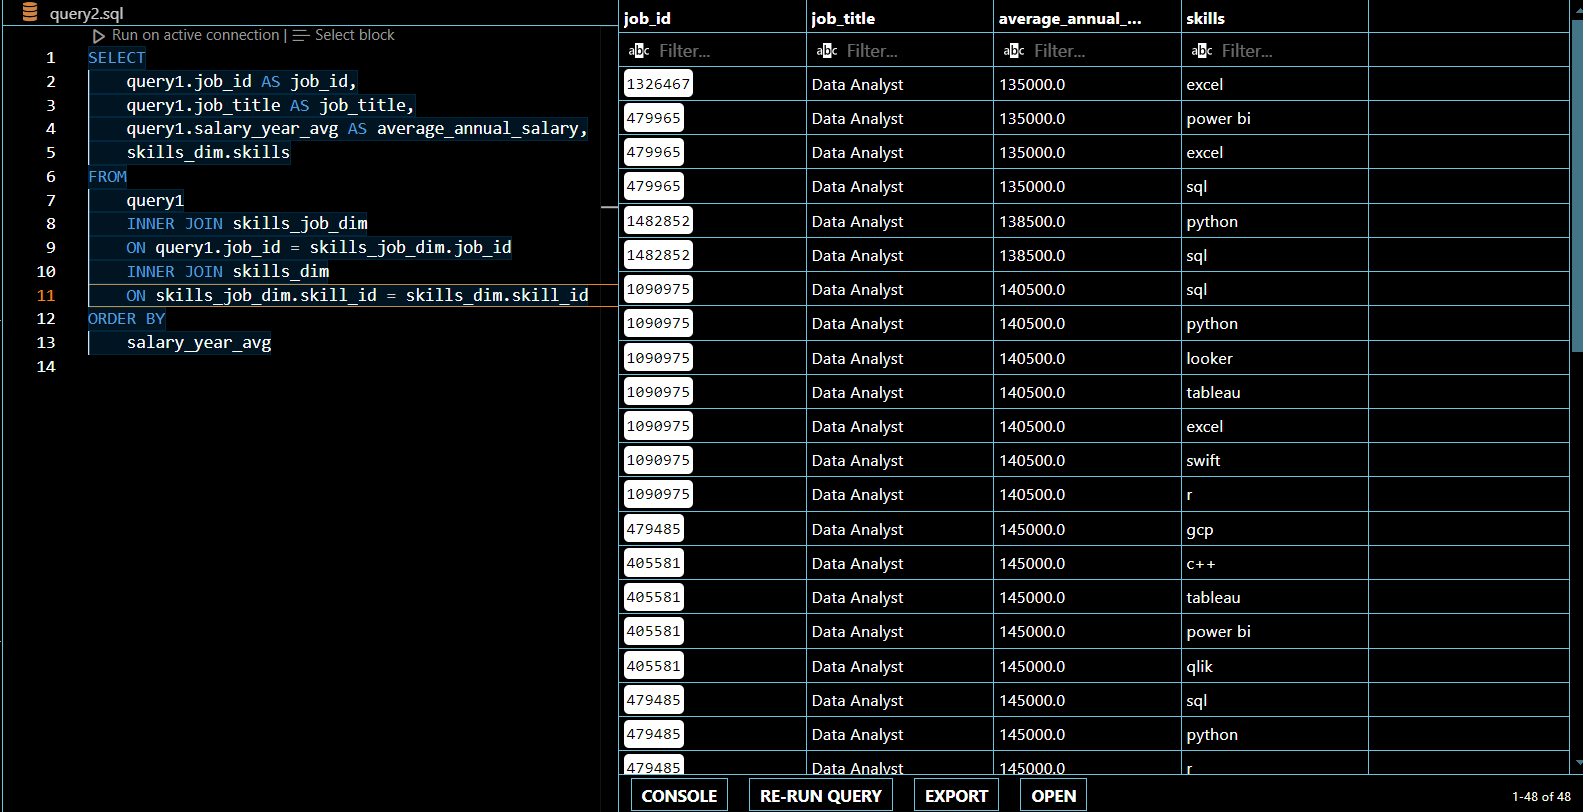 query2.sql
Run on active connection | Select block
1 SELECT
2 query1.job_id AS job_id,
3 query1.job_title AS job_title,
4 query1.salary_year_avg AS average_annual_salary,
5 skills_dim.skills
6 FROM
7 query1
8 INNER JOIN skills_job_dim
9 ON query1.job_id = skills_job_dim.job_id
10 INNER JOIN skills_dim
11 ON skills_job_dim.skill_id = skills_dim.skill_id
12 ORDER BY
13 salary_year_avg
14
job_id job_title average_annual_... skills
abc Filter... abc Filter... abc Filter... abc Filter...
1326467 Data Analyst 135000.0 excel
479965 Data Analyst 135000.0 power bi
479965 Data Analyst 135000.0 excel
479965 Data Analyst 135000.0 sql
1482852 Data Analyst 138500.0 python
1482852 Data Analyst 138500.0 sql
1090975 Data Analyst 140500.0 sql
1090975 Data Analyst 140500.0 python
1090975 Data Analyst 140500.0 looker
1090975 Data Analyst 140500.0 tableau
1090975 Data Analyst 140500.0 excel
1090975 Data Analyst 140500.0 swift
1090975 Data Analyst 140500.0 r
479485 Data Analyst 145000.0 gcp
405581 Data Analyst 145000.0 c++
405581 Data Analyst 145000.0 tableau
405581 Data Analyst 145000.0 power bi
405581 Data Analyst 145000.0 qlik
479485 Data Analyst 145000.0 sql
479485 Data Analyst 145000.0 python
479485 Data Analyst 145000.0 r
CONSOLE RE-RUN QUERY EXPORT OPEN 1-48 of 48